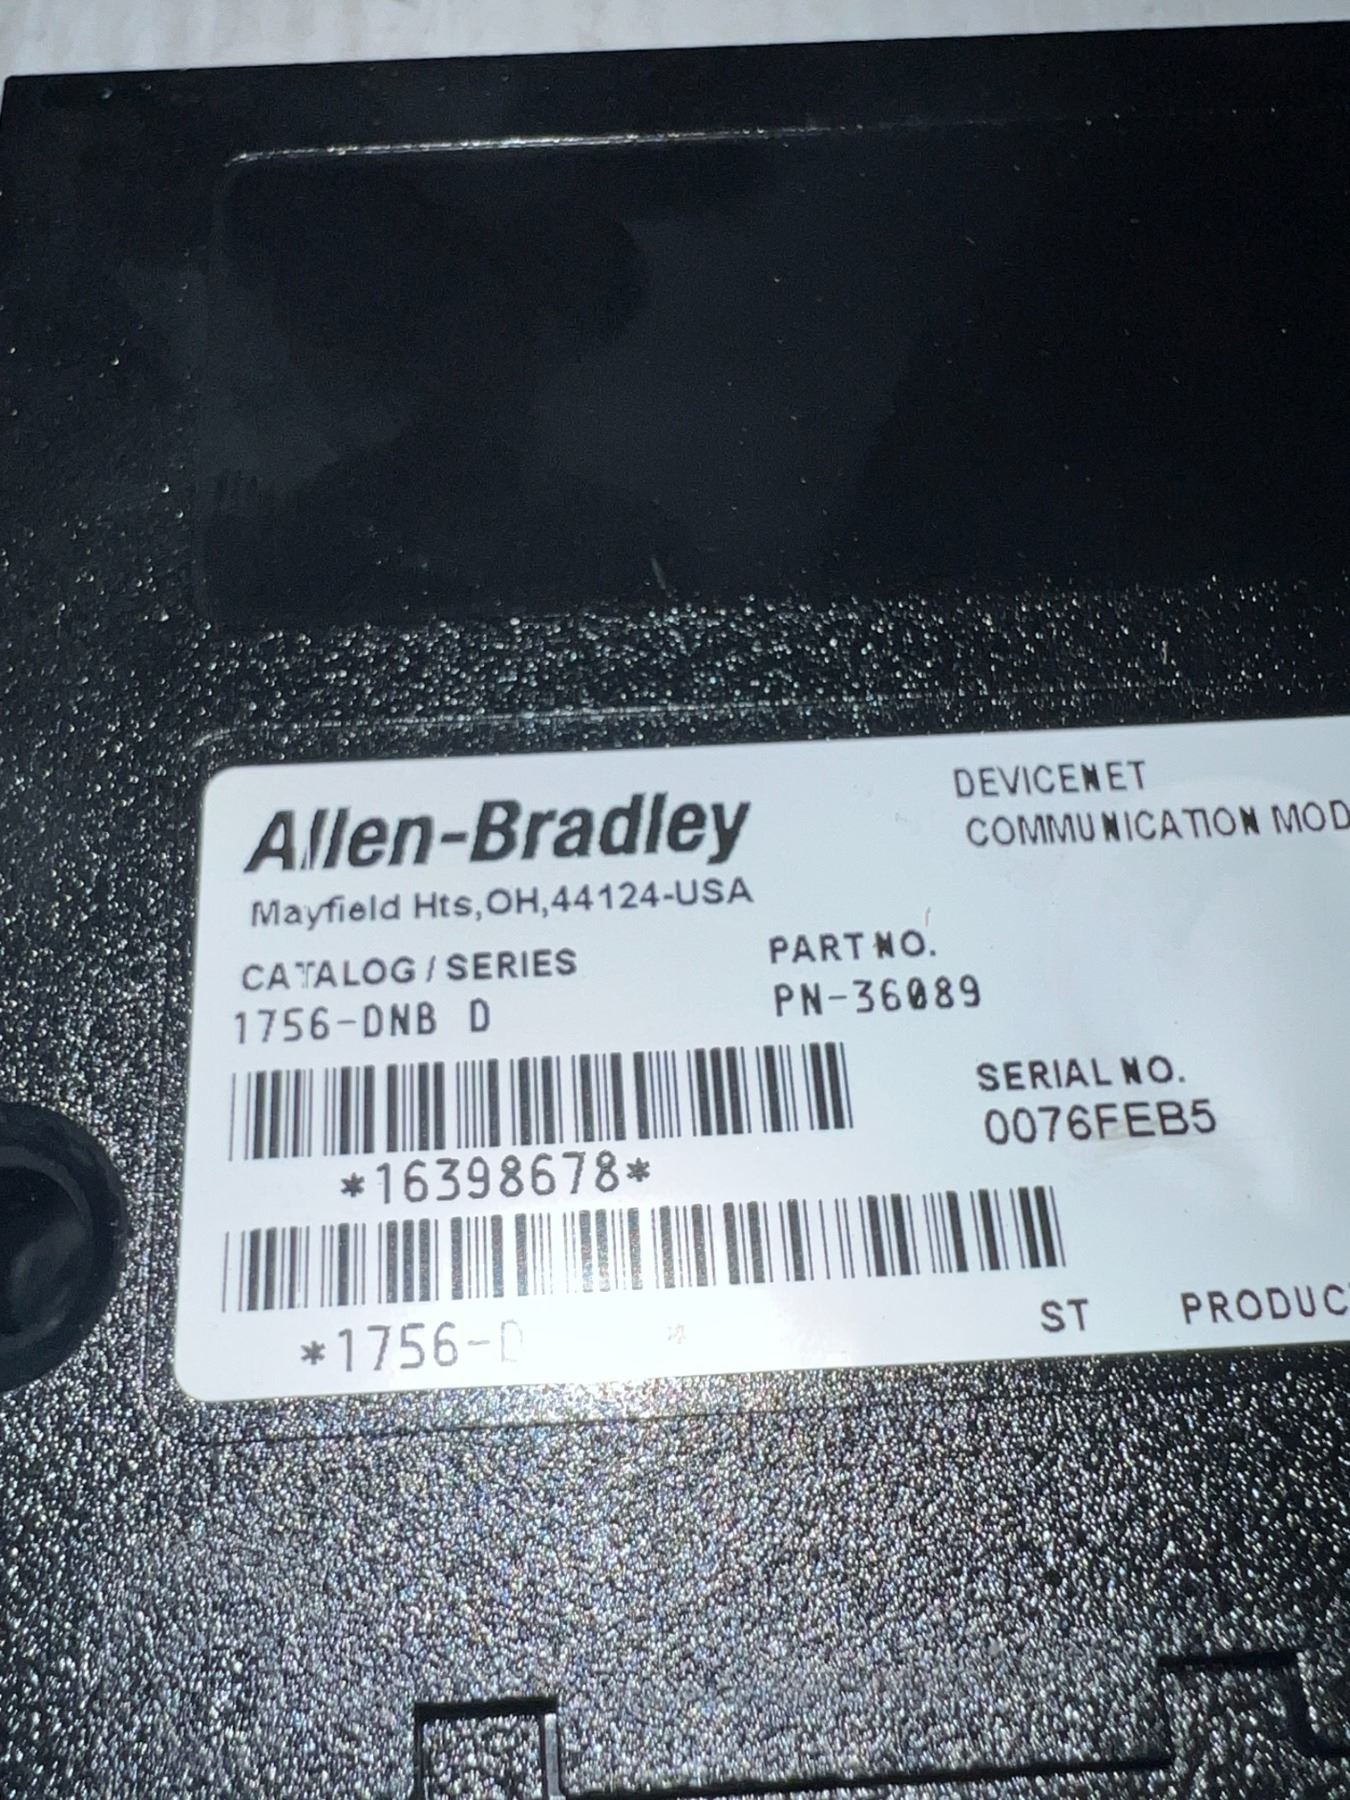 Allen-Bradley
Mayfield Hts,OH,44124-USA
DEVICENET
COMMUNICATION MOD
CATALOG / SERIES
1756-DNB D
PART NO.
PN-36089
SERIAL NO.
0076FEB5
*16398678*
*1756-D *
ST PRODUC